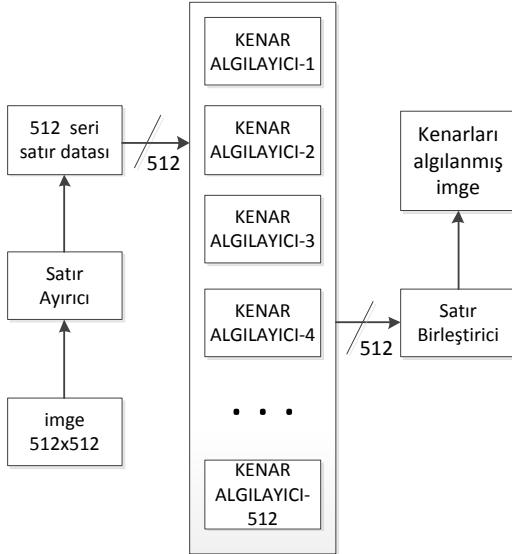 imge
512x512
Satır
Ayırıcı
512 seri
satır datası
512
KENAR
ALGILAYICI-1
KENAR
ALGILAYICI-2
KENAR
ALGILAYICI-3
KENAR
ALGILAYICI-4
. . .
KENAR
ALGILAYICI-
512
512
Satır
Birleştirici
Kenarları
algılanmış
imge